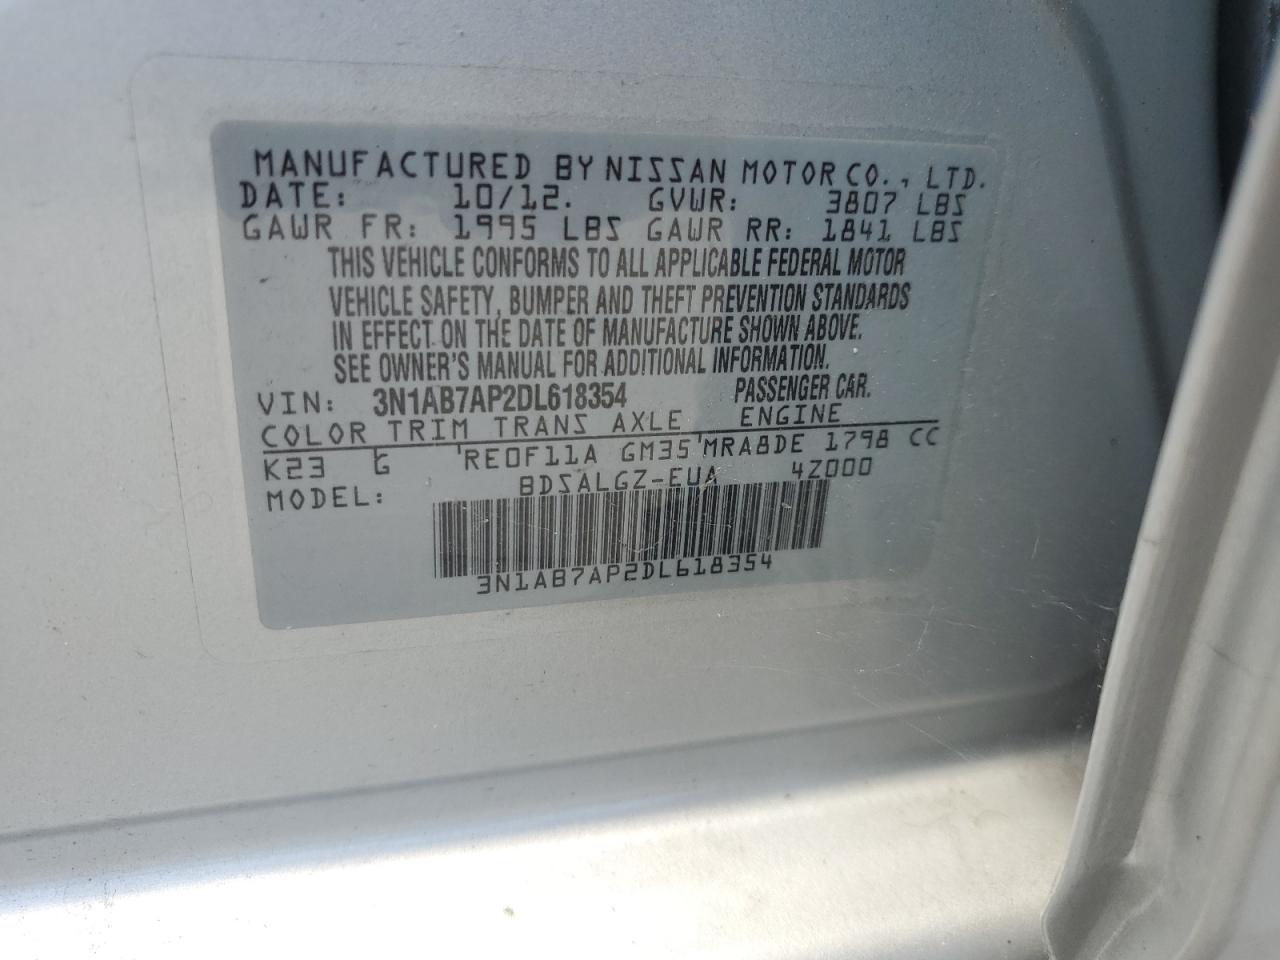 MANUFACTURED BY NISSAN MOTOR CO., LTD.
DATE: 10/12. GVWR: 3807 LBS
GAWR FR: 1995 LBS GAWR RR: 1841 LBS
THIS VEHICLE CONFORMS TO ALL APPLICABLE FEDERAL MOTOR
VEHICLE SAFETY, BUMPER AND THEFT PREVENTION STANDARDS
IN EFFECT ON THE DATE OF MANUFACTURE SHOWN ABOVE.
SEE OWNER'S MANUAL FOR ADDITIONAL INFORMATION.
VIN: 3N1AB7AP2DL618354 PASSENGER CAR.
COLOR TRIM TRANS AXLE ENGINE
K23 G 'RE0F11A GM35'MRA8DE 1798 CC
MODEL: BDSALGZ-EUA 4Z000
3N1AB7AP2DL618354